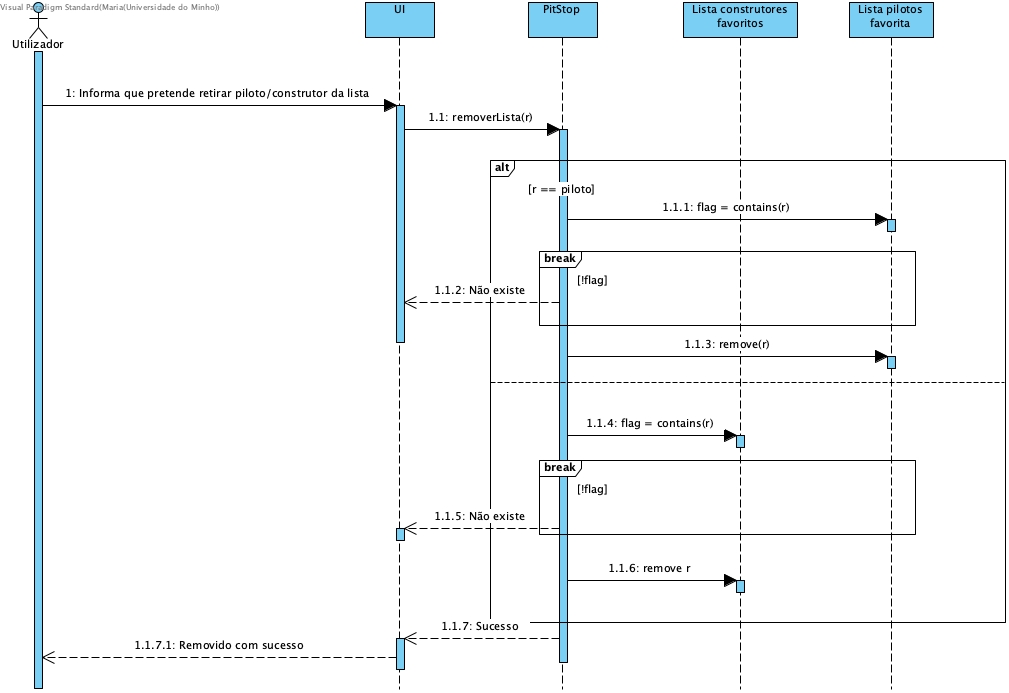 Visual Paradigm Standard(Maria(Universidade do Minho))
UI
PitStop
Lista construtores
favoritos
Lista pilotos
favorita
Utilizador
1: Informa que pretende retirar piloto/construtor da lista
1.1: removerLista(r)
alt
[r == piloto]
1.1.1: flag = contains(r)
break
[!flag]
1.1.2: Não existe
1.1.3: remove(r)
1.1.4: flag = contains(r)
break
[!flag]
1.1.5: Não existe
1.1.6: remove r
1.1.7: Sucesso
1.1.7.1: Removido com sucesso